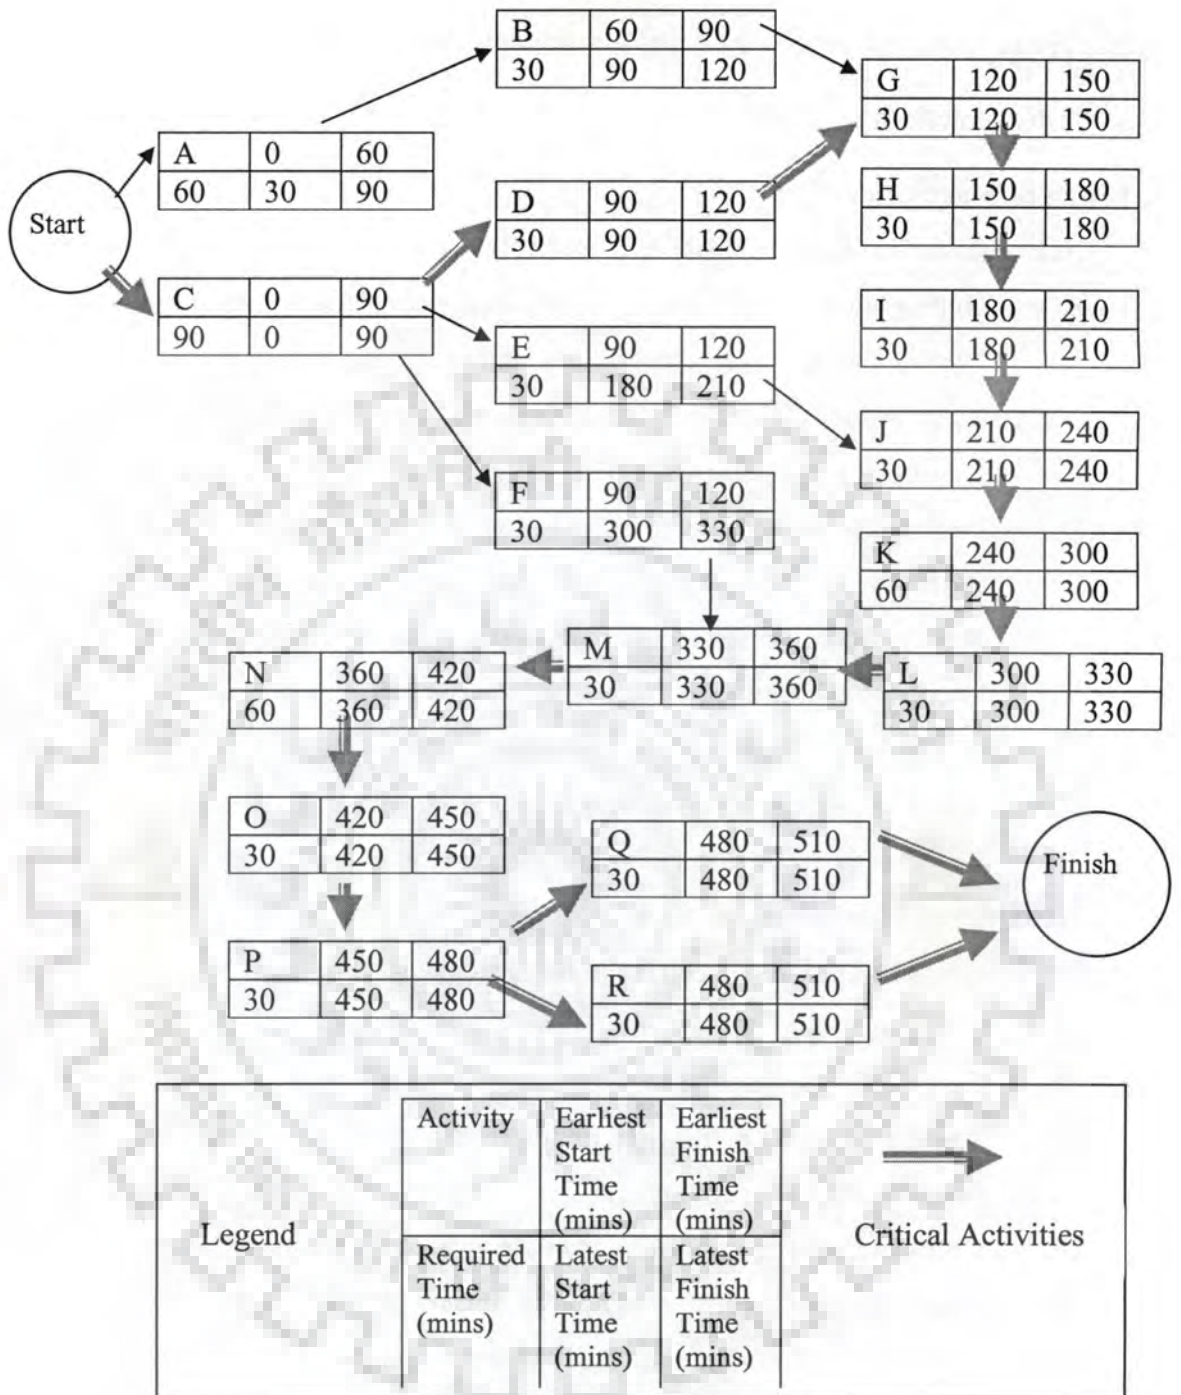 B 60 90
30 90 120
G 120 150
30 120 150
A 0 60
60 30 90
Start
D 90 120
30 90 120
H 150 180
30 150 180
C 0 90
90 0 90
I 180 210
30 180 210
E 90 120
30 180 210
J 210 240
30 210 240
F 90 120
30 300 330
K 240 300
60 240 300
M 330 360
30 330 360
N 360 420
60 360 420
L 300 330
30 300 330
O 420 450
30 420 450
Q 480 510
30 480 510
Finish
P 450 480
30 450 480
R 480 510
30 480 510
Legend
Activity
Earliest
Start
Time
(mins)
Earliest
Finish
Time
(mins)
Required
Time
(mins)
Latest
Start
Time
(mins)
Latest
Finish
Time
(mins)
Critical Activities